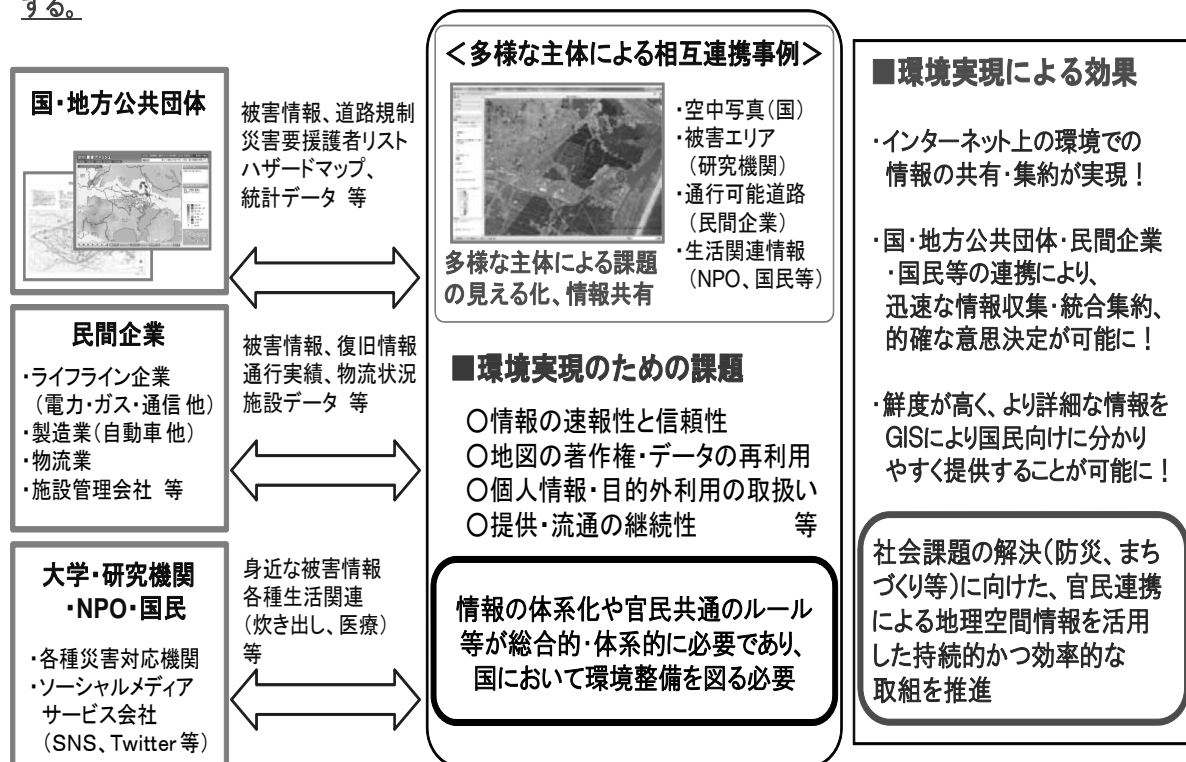 する。
国・地方公共団体
被害情報、道路規制
災害要援護者リスト
ハザードマップ、
統計データ 等
民間企業
・ライフライン企業
（電力・ガス・通信 他）
・製造業（自動車 他）
・物流業
・施設管理会社 等
被害情報、復旧情報
通行実績、物流状況
施設データ 等
大学・研究機関
・NPO・国民
・各種災害対応機関
・ソーシャルメディア
サービス会社
（SNS、Twitter 等）
身近な被害情報
各種生活関連
（炊き出し、医療）
等
＜多様な主体による相互連携事例＞
・空中写真（国）
・被害エリア
（研究機関）
・通行可能道路
（民間企業）
・生活関連情報
（NPO、国民等）
多様な主体による課題
の見える化、情報共有
■環境実現のための課題
〇情報の速報性と信頼性
〇地図の著作権・データの再利用
〇個人情報・目的外利用の取扱い
〇提供・流通の継続性 等
情報の体系化や官民共通のルール
等が総合的・体系的に必要であり、
国において環境整備を図る必要
■環境実現による効果
・インターネット上の環境での
情報の共有・集約が実現！
・国・地方公共団体・民間企業
・国民等の連携により、
迅速な情報収集・統合集約、
的確な意思決定が可能に！
・鮮度が高く、より詳細な情報を
GISにより国民向けに分かり
やすく提供することが可能に！
社会課題の解決（防災、まち
づくり等）に向けた、官民連携
による地理空間情報を活用
した持続的かつ効率的な
取組を推進